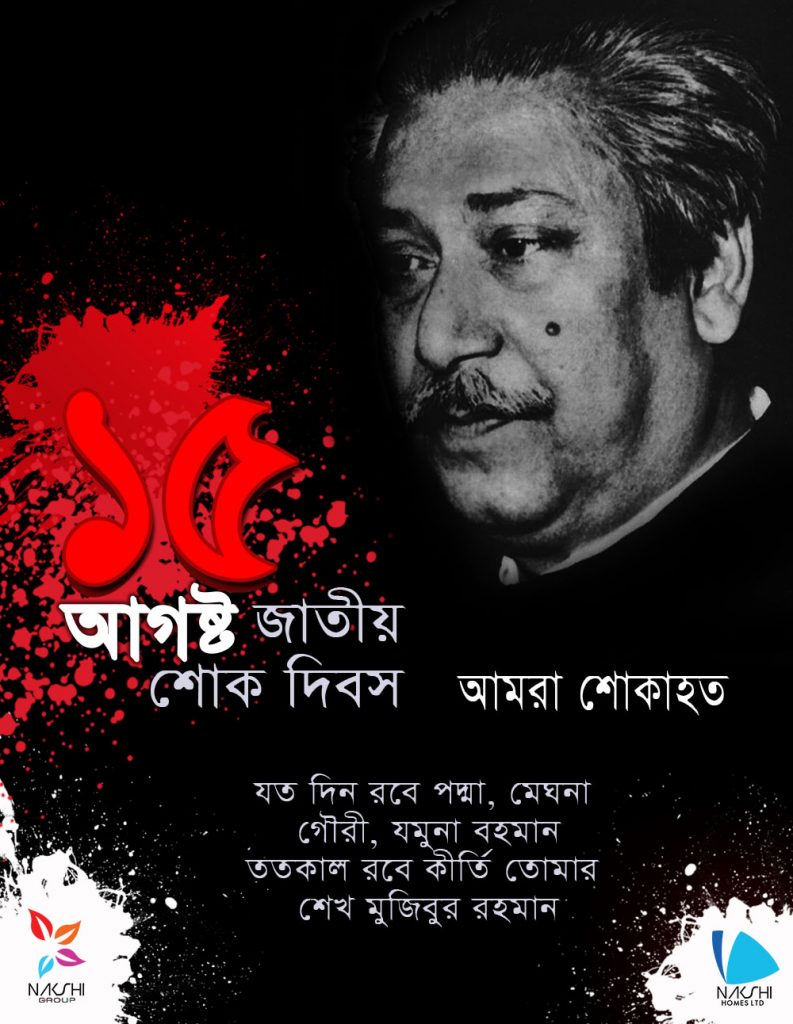 ১৫
আগষ্ট জাতীয়
শোক দিবস
আমরা শোকাহত
যত দিন রবে পদ্মা, মেঘনা
গৌরী, যমুনা বহমান
ততকাল রবে কীর্তি তোমার
শেখ মুজিবুর রহমান
NAKSHI
GROUP
NAKSHI
HOMES LTD